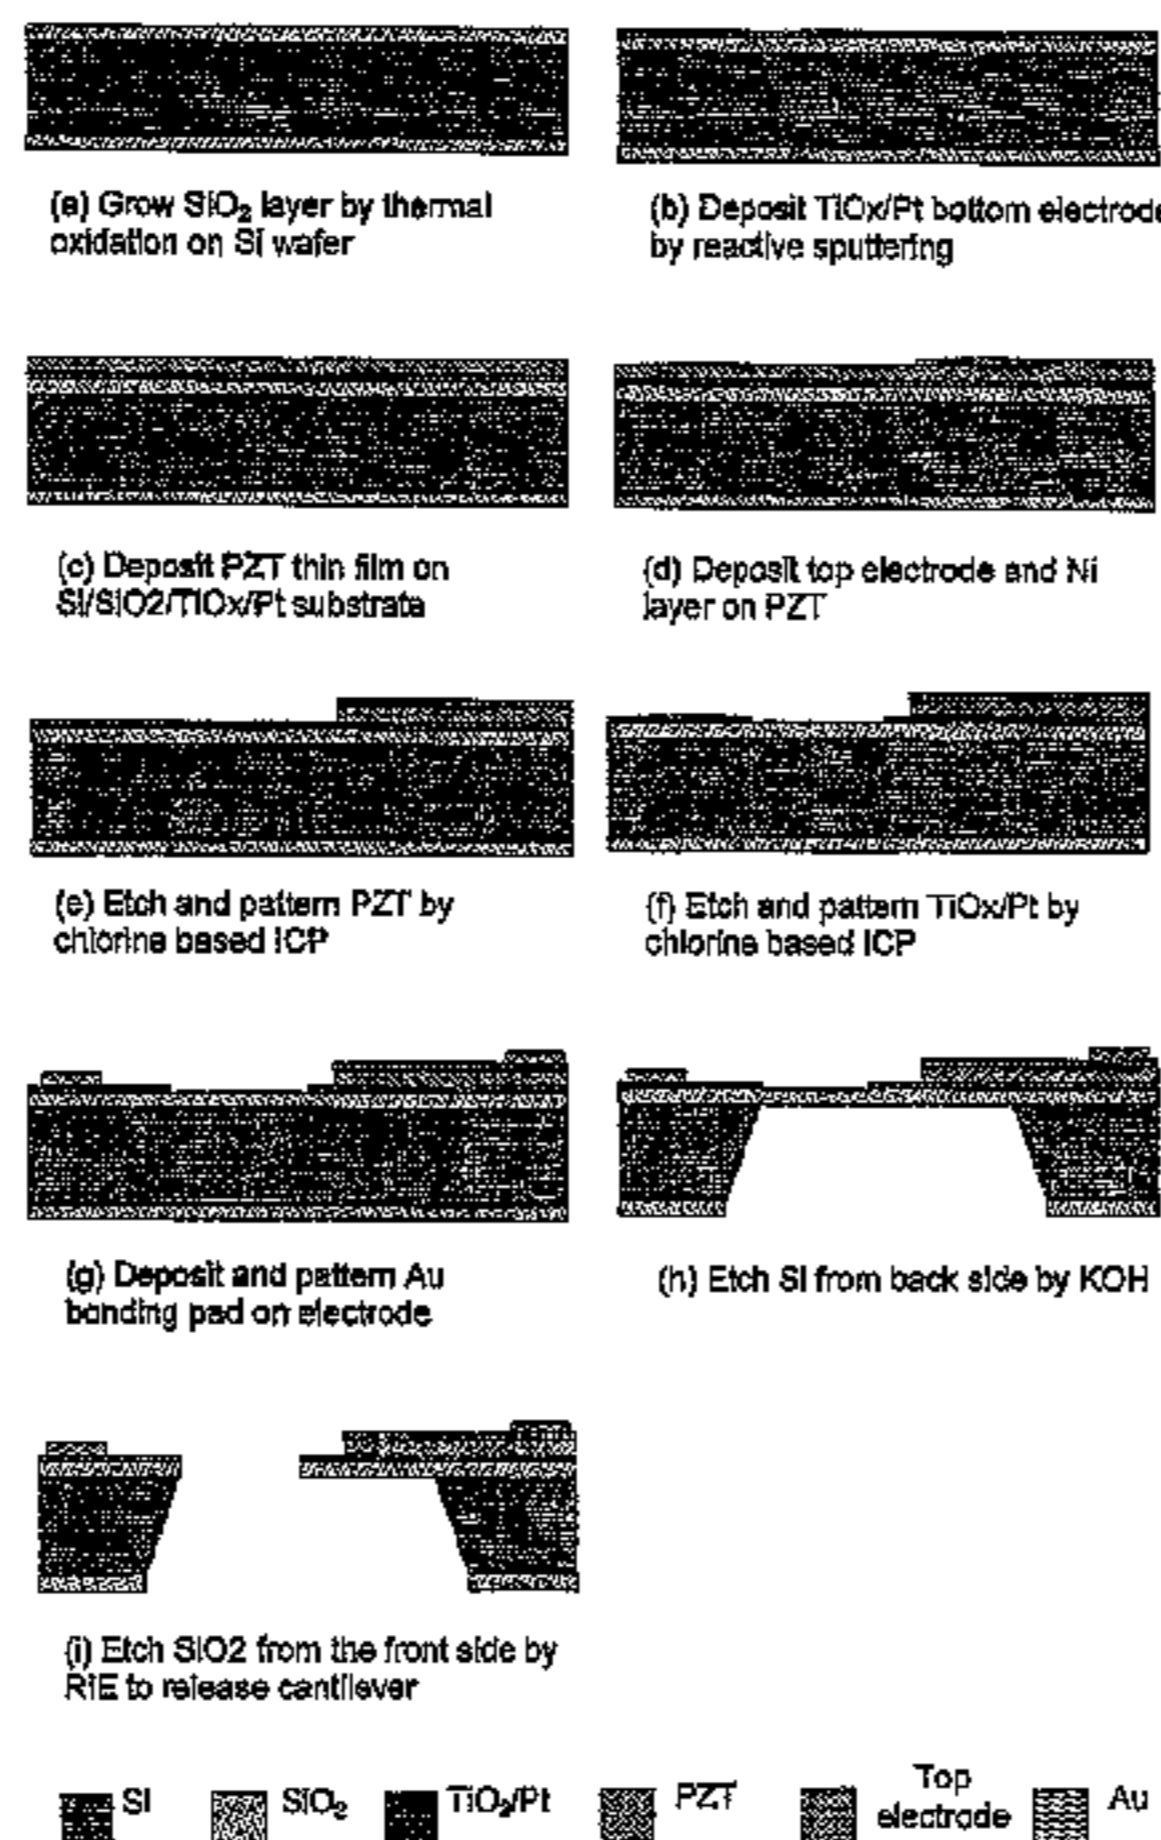 (a) Grow SiO₂ layer by thermal
oxidation on Si wafer
(b) Deposit TiOx/Pt bottom electrode
by reactive sputtering
(c) Deposit PZT thin film on
Si/SiO2/TiOx/Pt substrate
(d) Deposit top electrode and Ni
layer on PZT
(e) Etch and pattern PZT by
chlorine based ICP
(f) Etch and pattern TiOx/Pt by
chlorine based ICP
(g) Deposit and pattern Au
bonding pad on electrode
(h) Etch Si from back side by KOH
(i) Etch SiO2 from the front side by
RIE to release cantilever
Si SiO₂ TiO₂/Pt PZT Top electrode Au